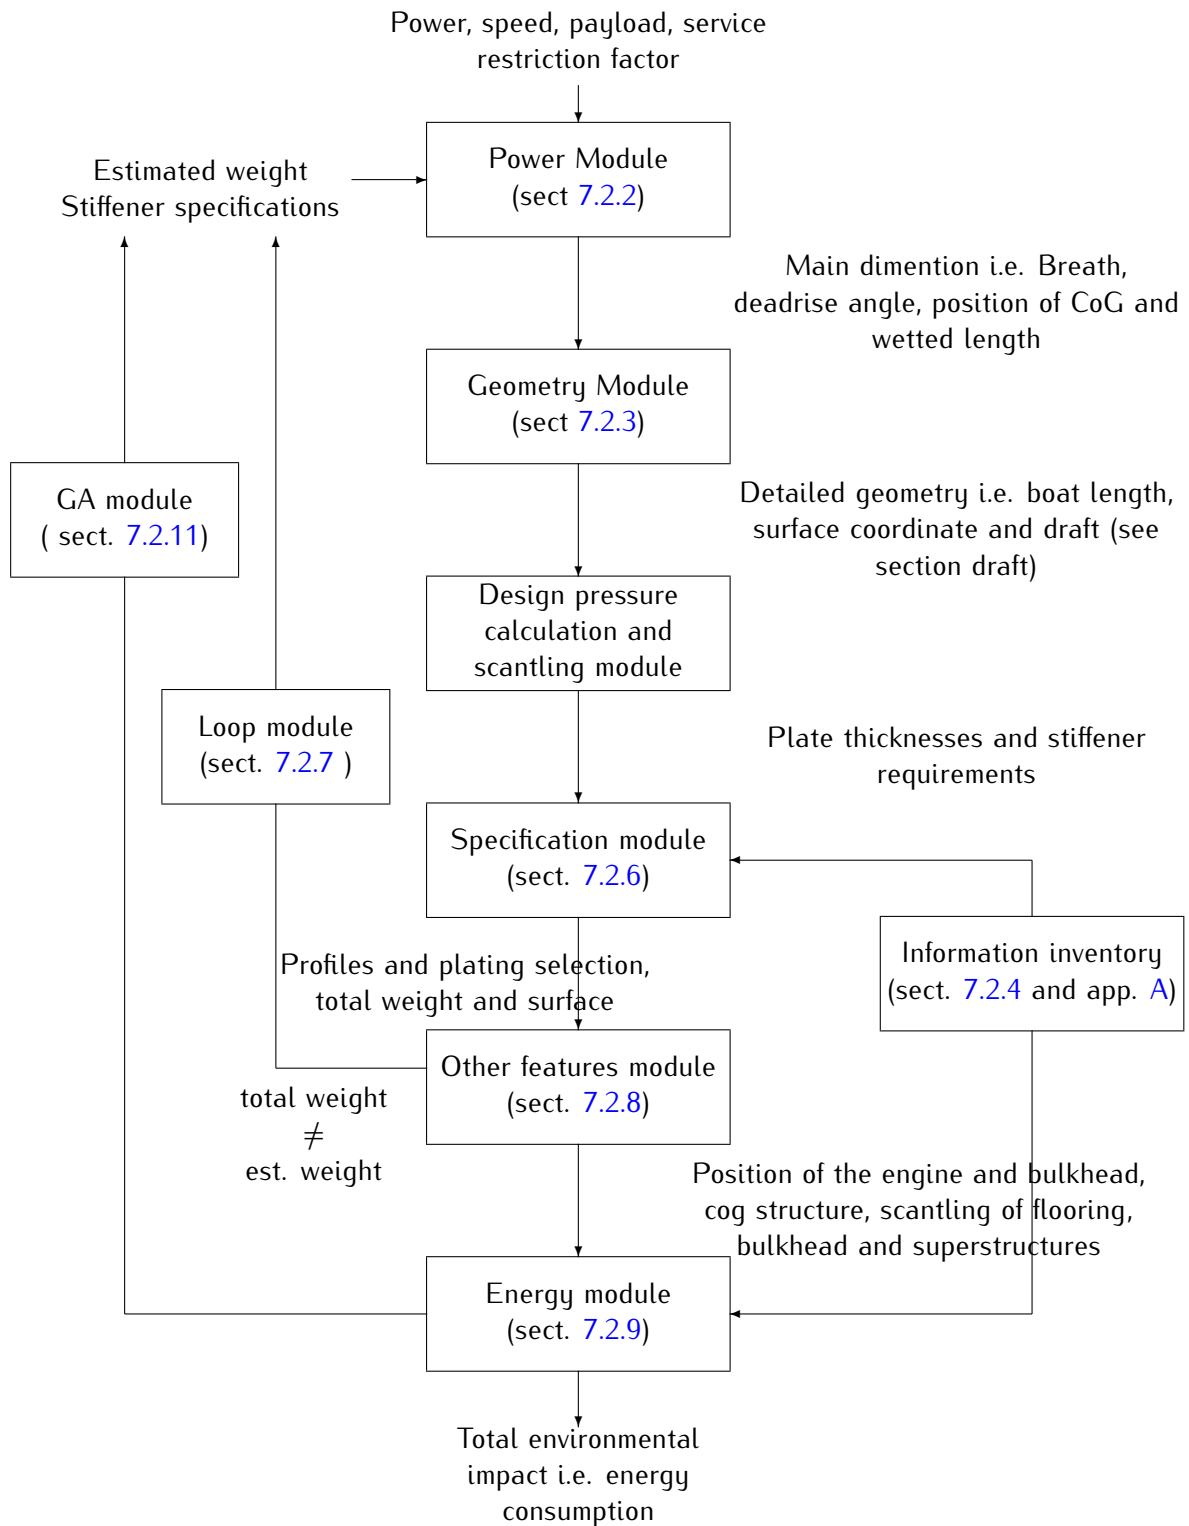 Power, speed, payload, service
restriction factor
Power Module
(sect 7.2.2)
Estimated weight
Stiffener specifications
Main dimention i.e. Breath,
deadrise angle, position of CoG and
wetted length
Geometry Module
(sect 7.2.3)
GA module
( sect. 7.2.11)
Detailed geometry i.e. boat length,
surface coordinate and draft (see
section draft)
Design pressure
calculation and
scantling module
Loop module
(sect. 7.2.7 )
Plate thicknesses and stiffener
requirements
Specification module
(sect. 7.2.6)
Information inventory
(sect. 7.2.4 and app. A)
Profiles and plating selection,
total weight and surface
Other features module
(sect. 7.2.8)
total weight
≠
est. weight
Position of the engine and bulkhead,
cog structure, scantling of flooring,
bulkhead and superstructures
Energy module
(sect. 7.2.9)
Total environmental
impact i.e. energy
consumption